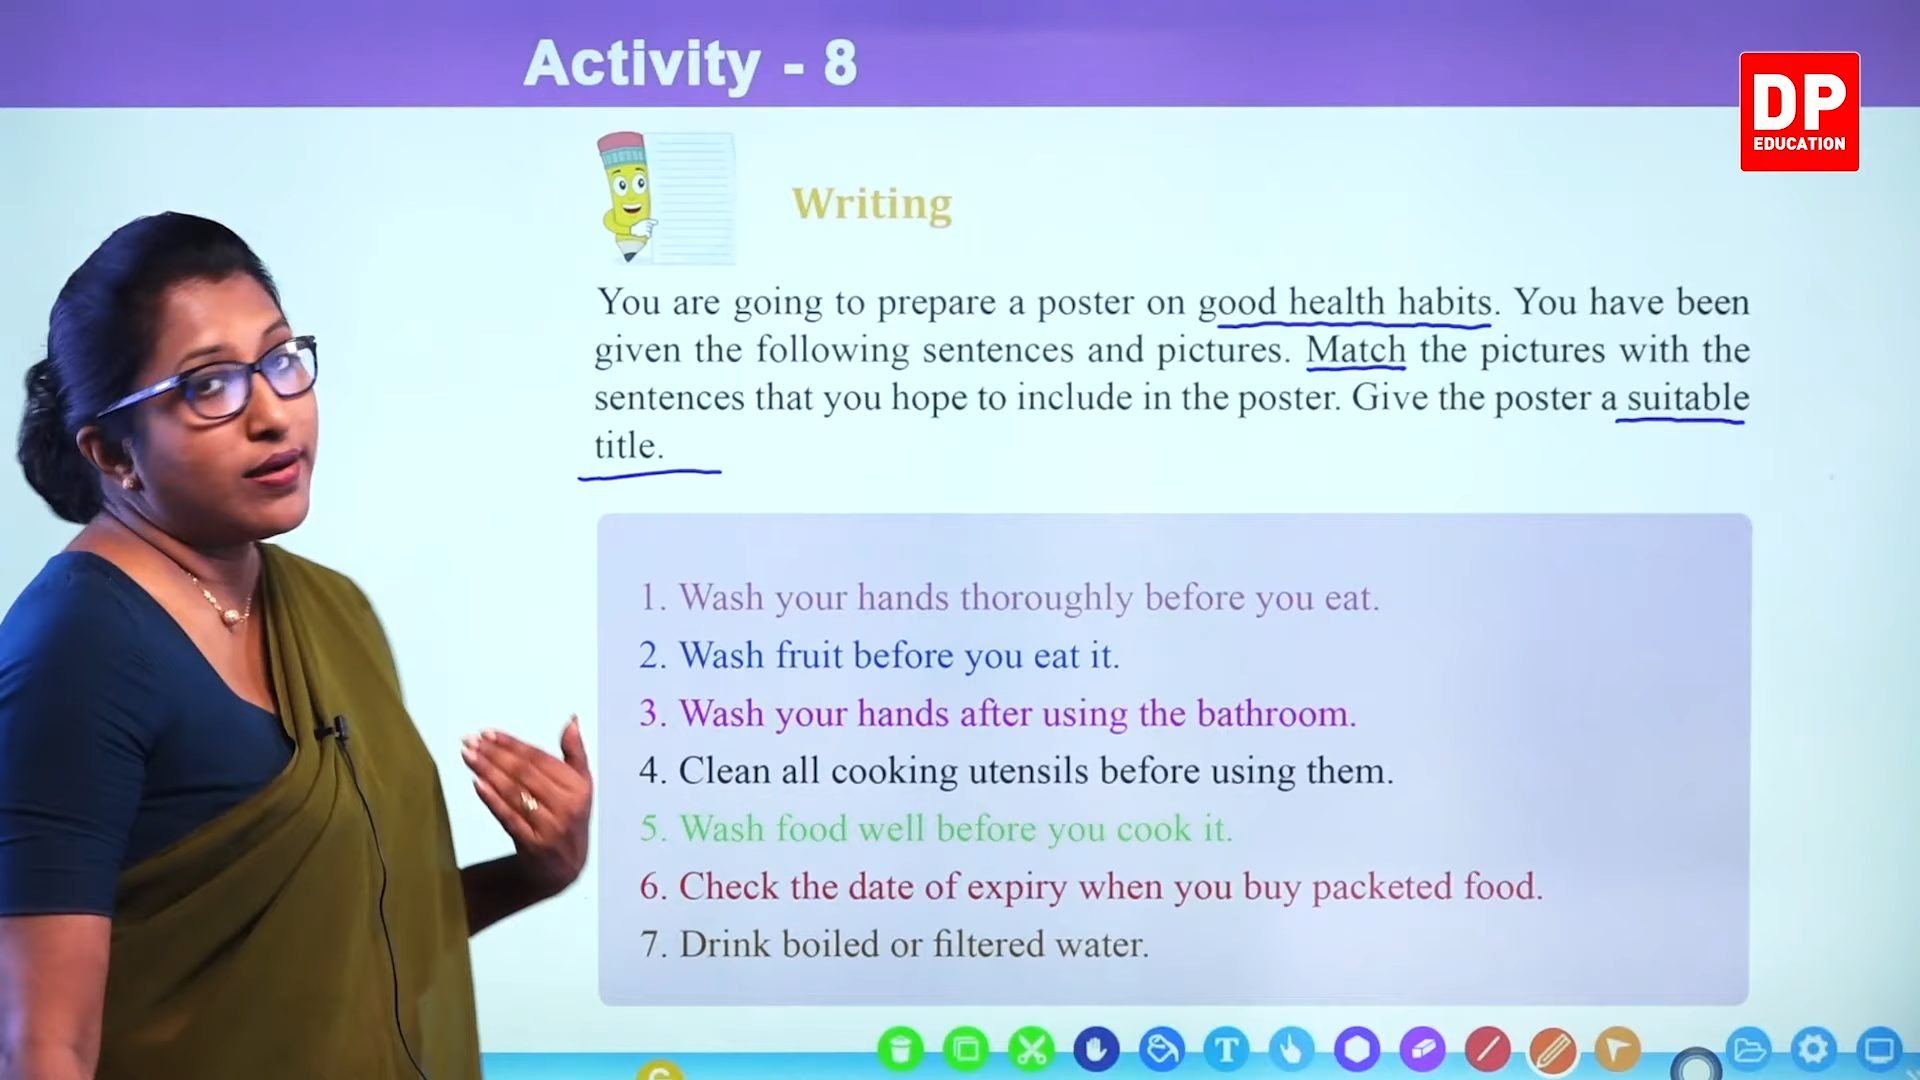 Activity - 8
DP
EDUCATION
Writing
You are going to prepare a poster on good health habits. You have been
given the following sentences and pictures. Match the pictures with the
sentences that you hope to include in the poster. Give the poster a suitable
title.
1. Wash your hands thoroughly before you eat.
2. Wash fruit before you eat it.
3. Wash your hands after using the bathroom.
4. Clean all cooking utensils before using them.
5. Wash food well before you cook it.
6. Check the date of expiry when you buy packeted food.
7. Drink boiled or filtered water.
T